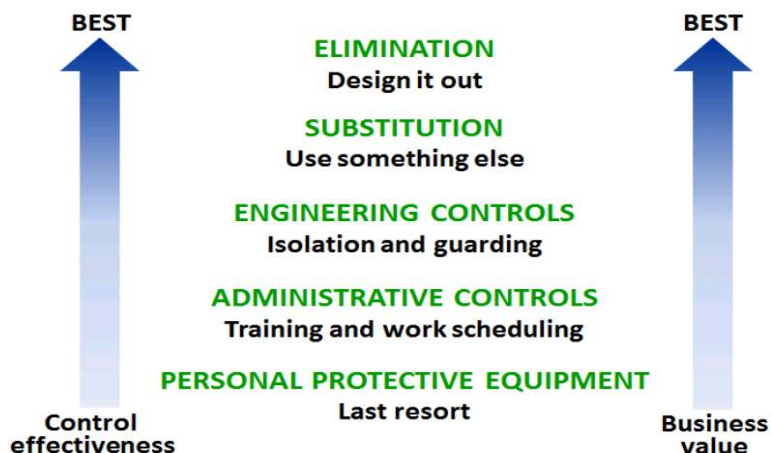 BEST
BEST
ELIMINATION
Design it out
SUBSTITUTION
Use something else
ENGINEERING CONTROLS
Isolation and guarding
ADMINISTRATIVE CONTROLS
Training and work scheduling
PERSONAL PROTECTIVE EQUIPMENT
Last resort
Control
effectiveness
Business
value